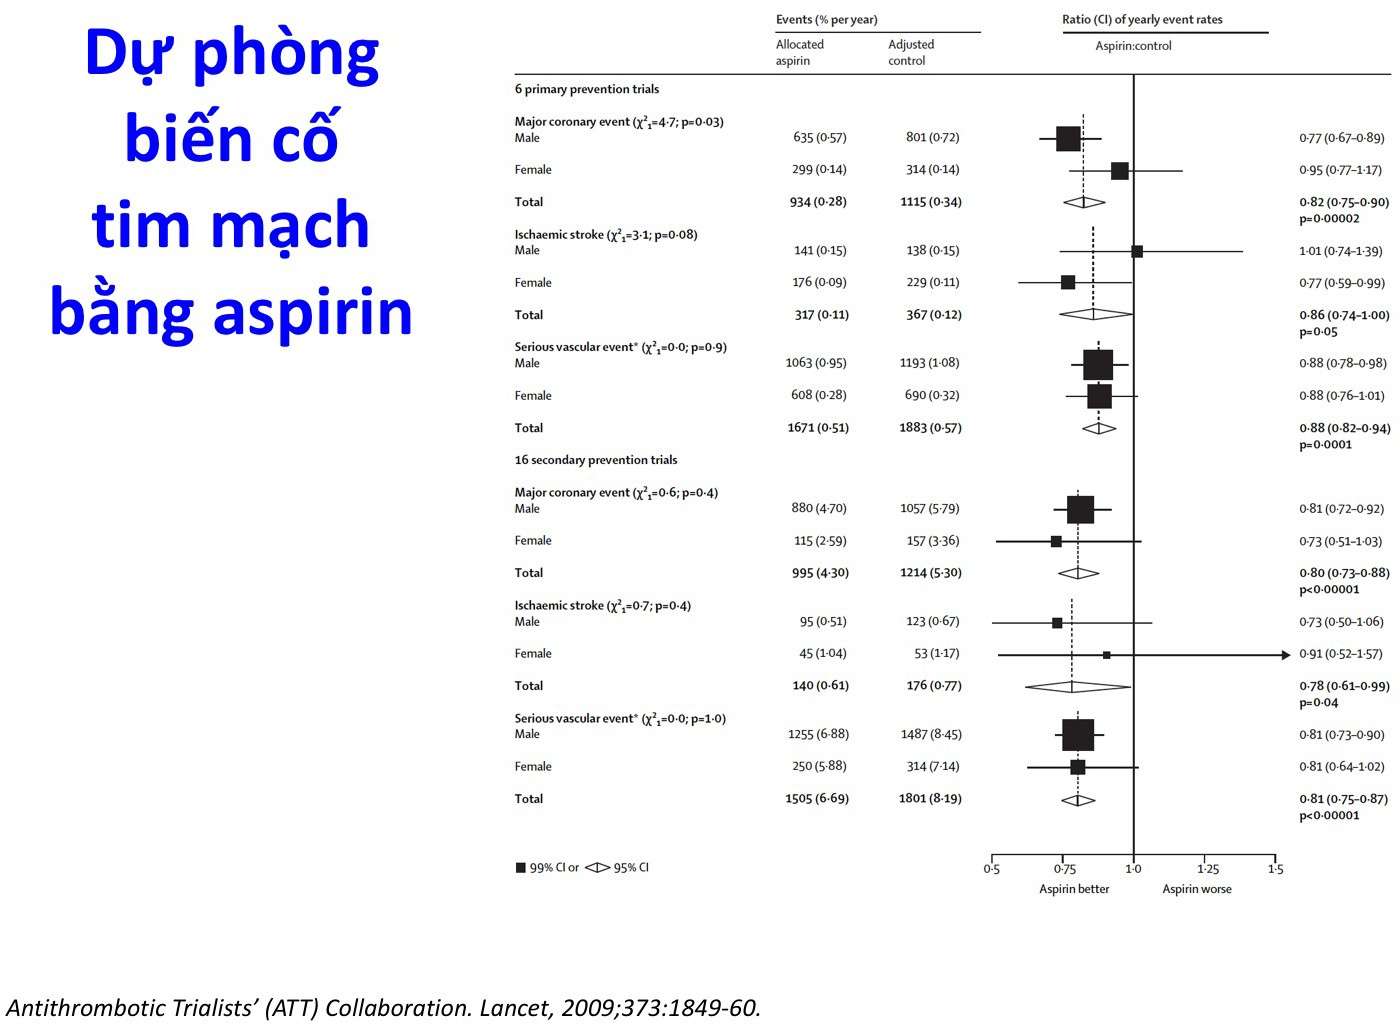 Dự phòng
biến cố
tim mạch
bằng aspirin
Events (% per year)
Ratio (CI) of yearly event rates
Allocated aspirin
Adjusted control
Aspirin:control
6 primary prevention trials
Major coronary event (χ²₁=4·7; p=0·03)
Male 635 (0·57) 801 (0·72) 0·77 (0·67–0·89)
Female 299 (0·14) 314 (0·14) 0·95 (0·77–1·17)
Total 934 (0·28) 1115 (0·34) 0·82 (0·75–0·90)
p=0·00002
Ischaemic stroke (χ²₁=3·1; p=0·08)
Male 141 (0·15) 138 (0·15) 1·01 (0·74–1·39)
Female 176 (0·09) 229 (0·11) 0·77 (0·59–0·99)
Total 317 (0·11) 367 (0·12) 0·86 (0·74–1·00)
p=0·05
Serious vascular event* (χ²₁=0·0; p=0·9)
Male 1063 (0·95) 1193 (1·08) 0·88 (0·78–0·98)
Female 608 (0·28) 690 (0·32) 0·88 (0·76–1·01)
Total 1671 (0·51) 1883 (0·57) 0·88 (0·82–0·94)
p=0·0001
16 secondary prevention trials
Major coronary event (χ²₁=0·6; p=0·4)
Male 880 (4·70) 1057 (5·79) 0·81 (0·72–0·92)
Female 115 (2·59) 157 (3·36) 0·73 (0·51–1·03)
Total 995 (4·30) 1214 (5·30) 0·80 (0·73–0·88)
p<0·00001
Ischaemic stroke (χ²₁=0·7; p=0·4)
Male 95 (0·51) 123 (0·67) 0·73 (0·50–1·06)
Female 45 (1·04) 53 (1·17) 0·91 (0·52–1·57)
Total 140 (0·61) 176 (0·77) 0·78 (0·61–0·99)
p=0·04
Serious vascular event* (χ²₁=0·0; p=1·0)
Male 1255 (6·88) 1487 (8·45) 0·81 (0·73–0·90)
Female 250 (5·88) 314 (7·14) 0·81 (0·64–1·02)
Total 1505 (6·69) 1801 (8·19) 0·81 (0·75–0·87)
p<0·00001
99% CI or 95% CI
0·5 0·75 1·0 1·25 1·5
Aspirin better Aspirin worse
Antithrombotic Trialists’ (ATT) Collaboration. Lancet, 2009;373:1849-60.